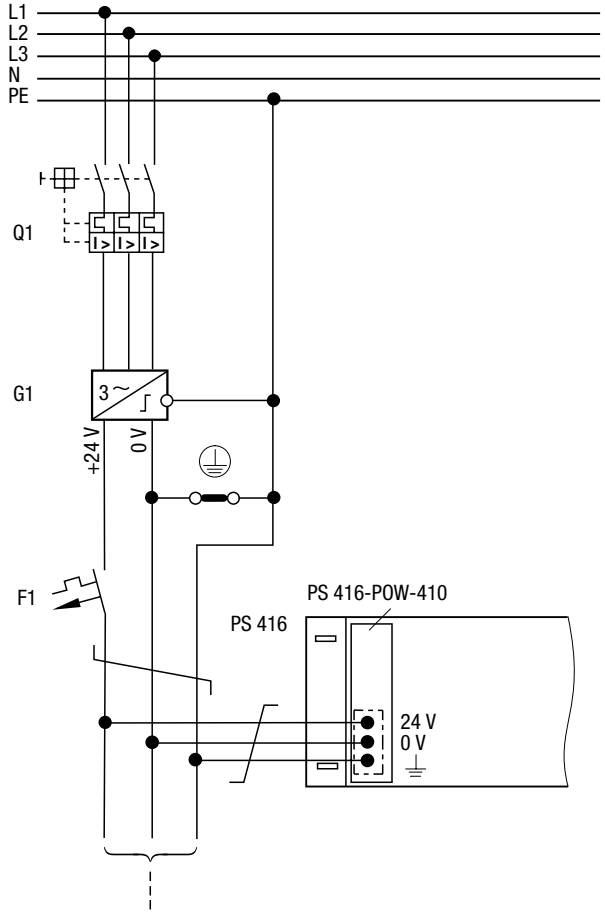 L1
L2
L3
N
PE
Q1
I > I > I >
G1
3 ~
+24 V
0 V
F1
PS 416-POW-410
PS 416
24 V
0 V